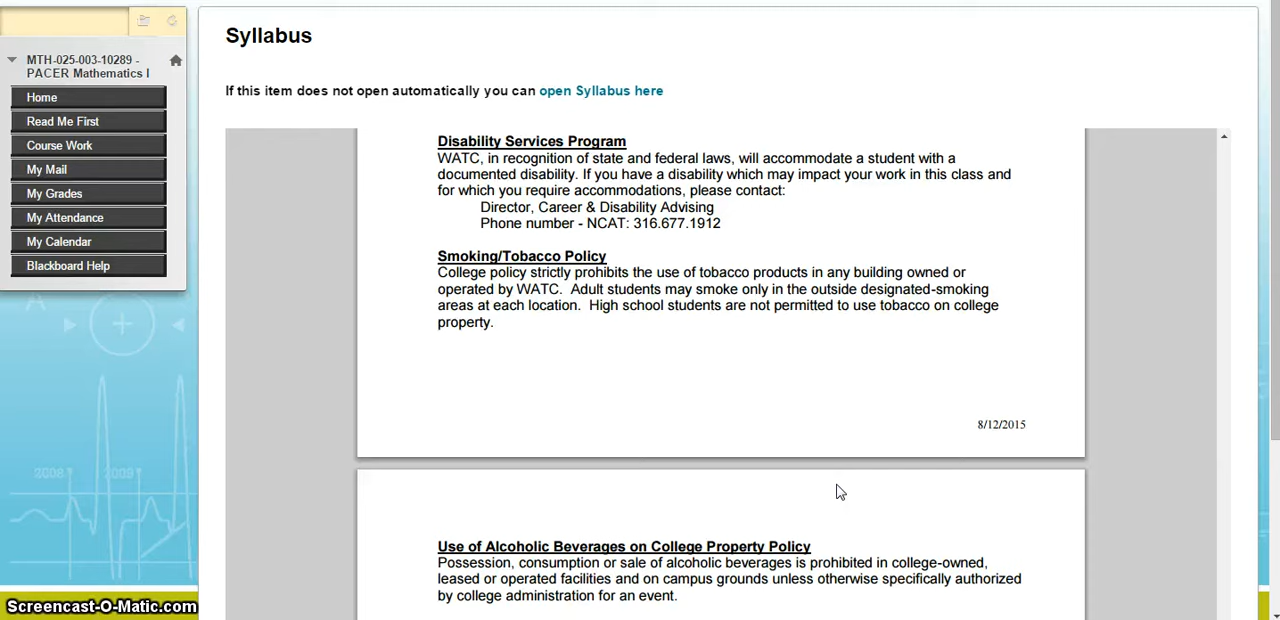 Syllabus
MTH-025-003-10289 -
PACER Mathematics I
Home
Read Me First
Course Work
My Mail
My Grades
My Attendance
My Calendar
Blackboard Help
If this item does not open automatically you can open Syllabus here
Disability Services Program
WATC, in recognition of state and federal laws, will accommodate a student with a
documented disability. If you have a disability which may impact your work in this class and
for which you require accommodations, please contact:
Director, Career & Disability Advising
Phone number - NCAT: 316.677.1912
Smoking/Tobacco Policy
College policy strictly prohibits the use of tobacco products in any building owned or
operated by WATC. Adult students may smoke only in the outside designated-smoking
areas at each location. High school students are not permitted to use tobacco on college
property.
8/12/2015
Use of Alcoholic Beverages on College Property Policy
Possession, consumption or sale of alcoholic beverages is prohibited in college-owned,
leased or operated facilities and on campus grounds unless otherwise specifically authorized
by college administration for an event.
A
2008
2009
Screencast-O-Matic.com